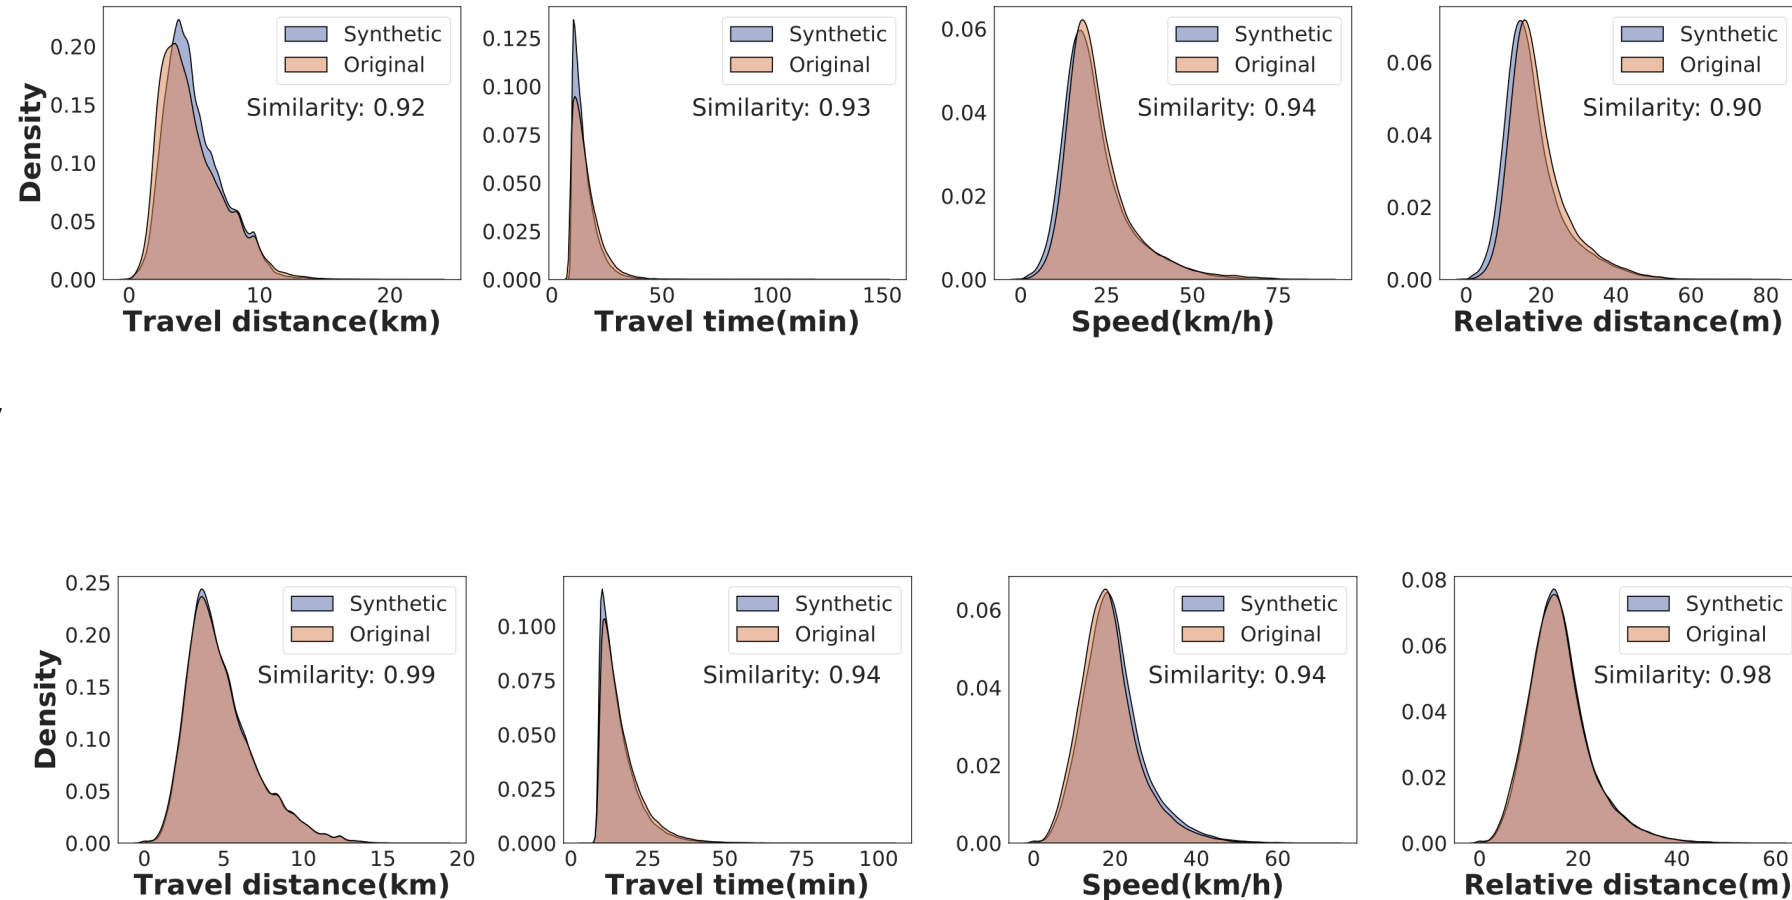 Synthetic
Original
Similarity: 0.92
Density
0.20
0.15
0.10
0.05
0.00
0
10
20
Travel distance(km)
Synthetic
Original
Similarity: 0.93
0.125
0.100
0.075
0.050
0.025
0.000
0
50
100
150
Travel time(min)
Synthetic
Original
Similarity: 0.94
0.06
0.04
0.02
0.00
0
25
50
75
Speed(km/h)
Synthetic
Original
Similarity: 0.90
0.06
0.04
0.02
0.00
0
20
40
60
80
Relative distance(m)
Synthetic
Original
Similarity: 0.99
Density
0.25
0.20
0.15
0.10
0.05
0.00
0
5
10
15
20
Travel distance(km)
Synthetic
Original
Similarity: 0.94
0.100
0.075
0.050
0.025
0.000
0
25
50
75
100
Travel time(min)
Synthetic
Original
Similarity: 0.94
0.06
0.04
0.02
0.00
0
20
40
60
Speed(km/h)
Synthetic
Original
Similarity: 0.98
0.08
0.06
0.04
0.02
0.00
0
20
40
60
Relative distance(m)